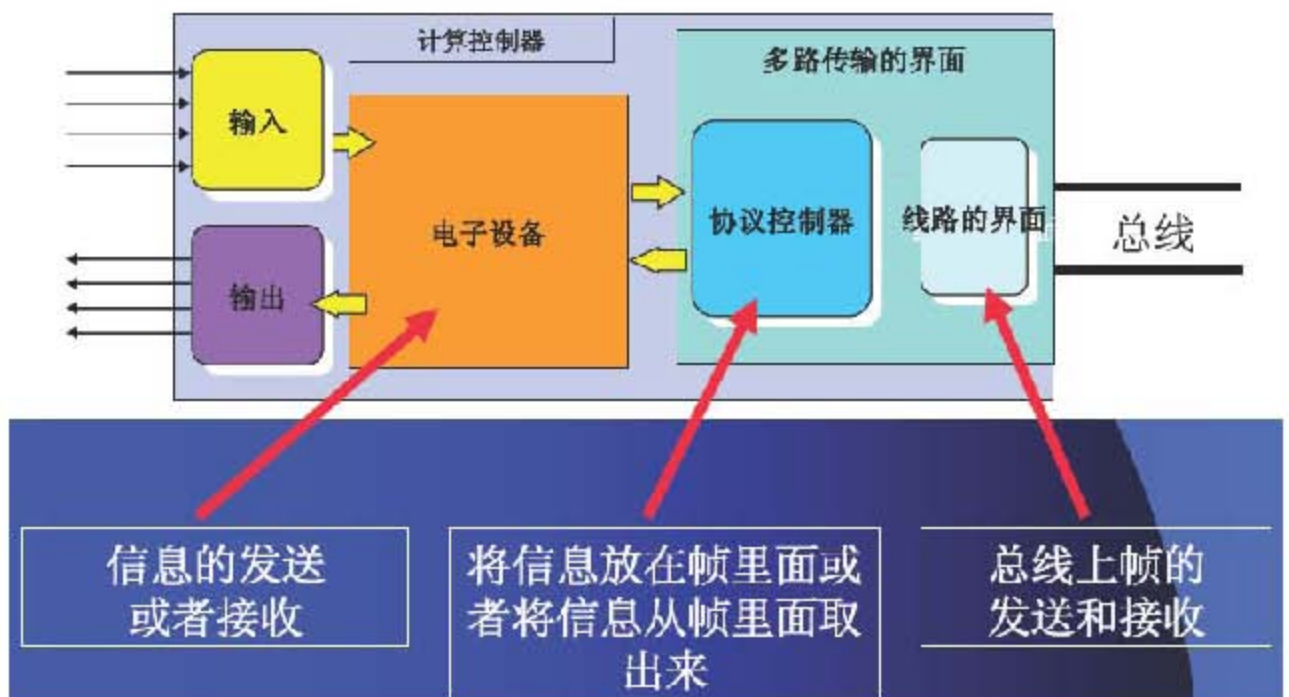 计算控制器
多路传输的界面
输入
电子设备
协议控制器
线路的界面
总线
输出
信息的发送
或者接收
将信息放在帧里面或
者将信息从帧里面取
出来
总线上帧的
发送和接收